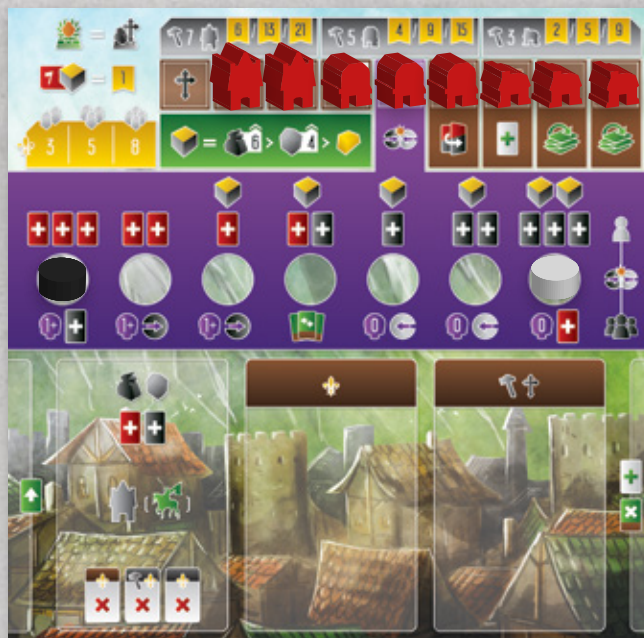 = 7 6/13/21 5 4/9/15 3 2/5/9
= 1
3 5 8 = 6 > 4 >
+ + + + + + + + + + + + + +
1+ + 1+ 1+ 0 0 0 +
+ +
+
× × × ×